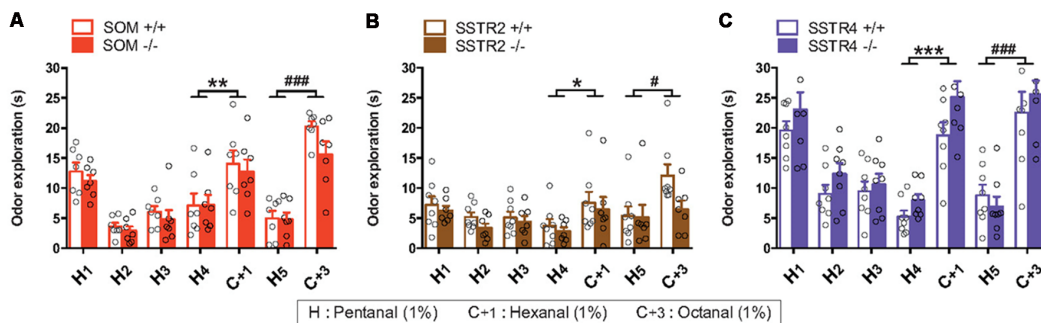 A
SOM +/+
SOM -/-
Odor exploration (s)
30
25
20
15
10
5
0
**
###
H1
H2
H3
H4
C+1
H5
C+3
B
SSTR2 +/+
SSTR2 -/-
Odor exploration (s)
30
25
20
15
10
5
0
*
#
H1
H2
H3
H4
C+1
H5
C+3
C
SSTR4 +/+
SSTR4 -/-
Odor exploration (s)
30
25
20
15
10
5
0
***
###
H1
H2
H3
H4
C+1
H5
C+3
H : Pentanal (1%) C+1 : Hexanal (1%) C+3 : Octanal (1%)